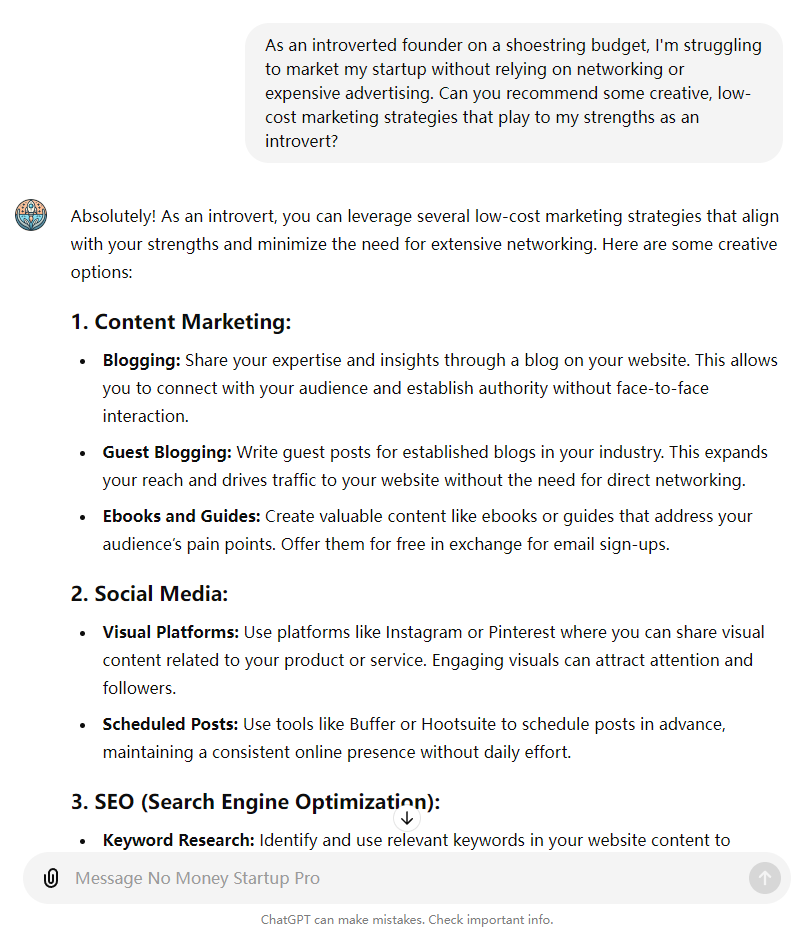 As an introverted founder on a shoestring budget, I'm struggling
to market my startup without relying on networking or
expensive advertising. Can you recommend some creative, low-
cost marketing strategies that play to my strengths as an
introvert?
Absolutely! As an introvert, you can leverage several low-cost marketing strategies that align
with your strengths and minimize the need for extensive networking. Here are some creative
options:
1. Content Marketing:
• Blogging: Share your expertise and insights through a blog on your website. This allows
you to connect with your audience and establish authority without face-to-face
interaction.
• Guest Blogging: Write guest posts for established blogs in your industry. This expands
your reach and drives traffic to your website without the need for direct networking.
• Ebooks and Guides: Create valuable content like ebooks or guides that address your
audience’s pain points. Offer them for free in exchange for email sign-ups.
2. Social Media:
• Visual Platforms: Use platforms like Instagram or Pinterest where you can share visual
content related to your product or service. Engaging visuals can attract attention and
followers.
• Scheduled Posts: Use tools like Buffer or Hootsuite to schedule posts in advance,
maintaining a consistent online presence without daily effort.
3. SEO (Search Engine Optimization):
• Keyword Research: Identify and use relevant keywords in your website content to
Message No Money Startup Pro
ChatGPT can make mistakes. Check important info.